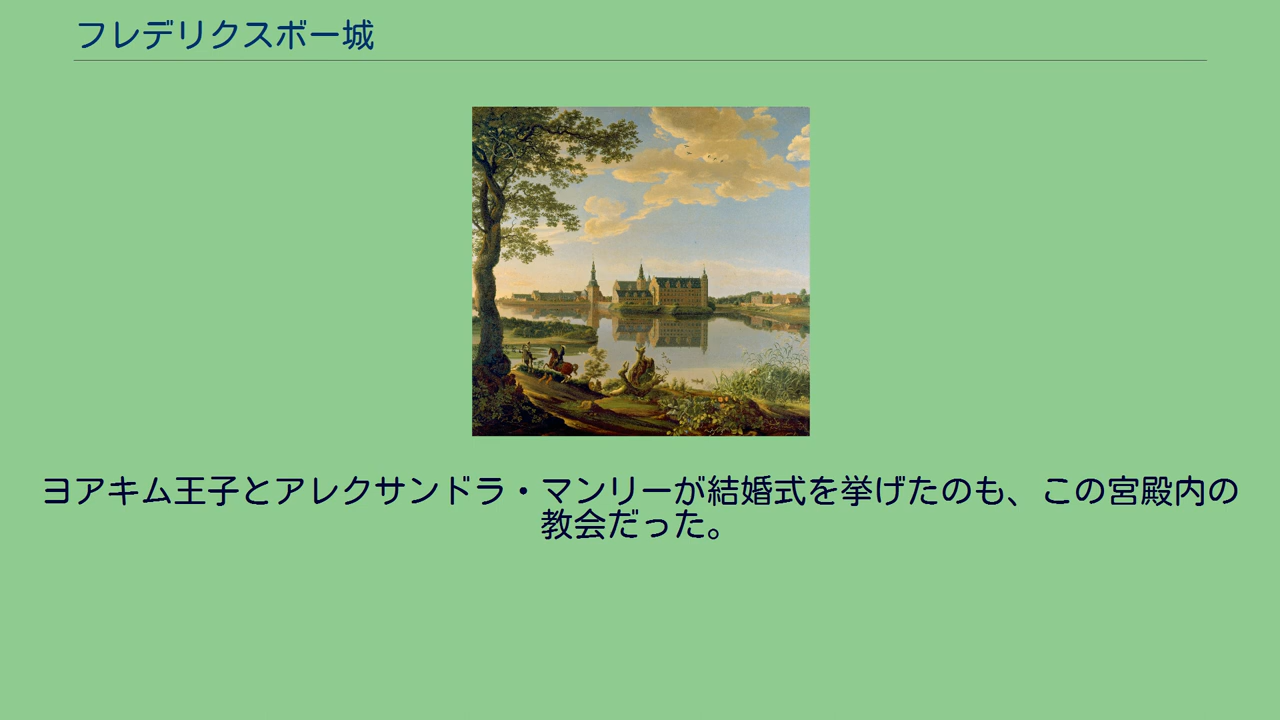 フレデリクスボー城
ヨアキム王子とアレクサンドラ・マンリーが結婚式を挙げたのも、この宮殿内の
教会だった。